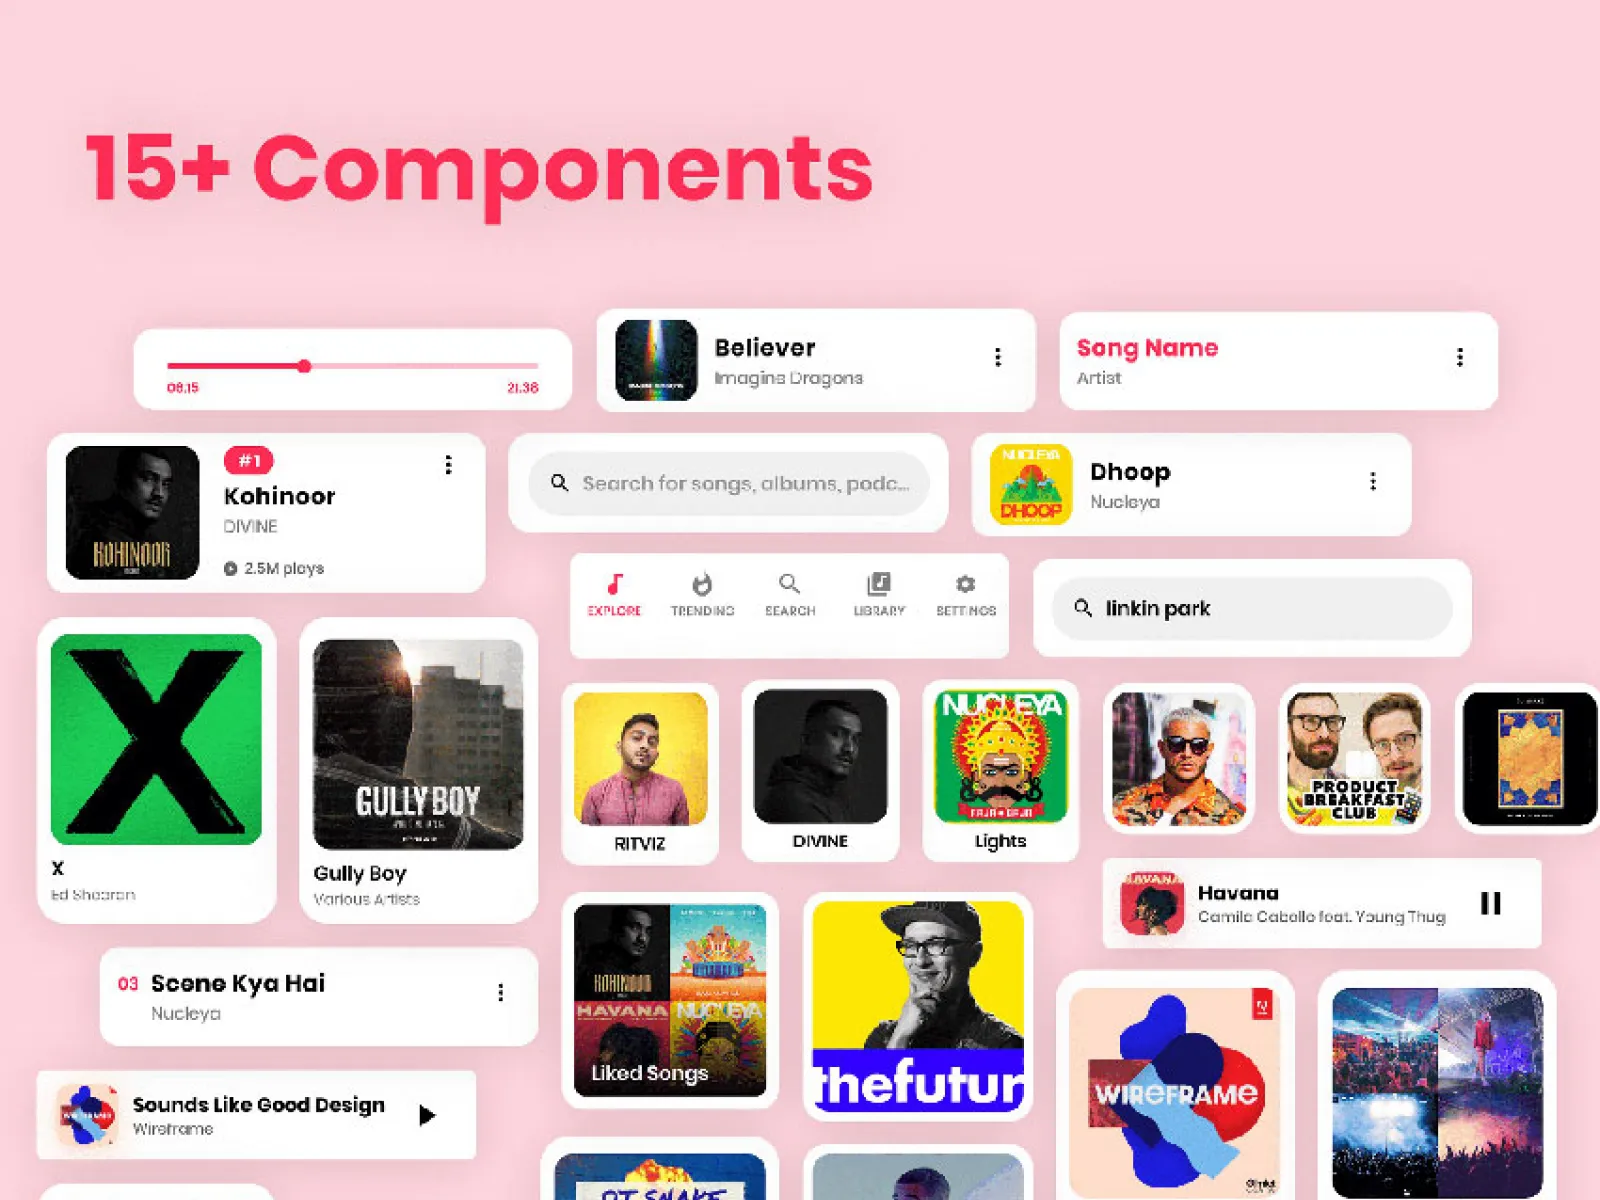 15+ Components
08.15
21.38
Believer
Imagine Dragons
Song Name
Artist
#1
Kohinoor
DIVINE
2.5M plays
KOHINOOR
Search for songs, albums, podc...
NUCLEYA
DHOOP
Dhoop
Nucleya
EXPLORE
TRENDING
SEARCH
LIBRARY
SETTINGS
linkin park
X
X
Ed Sheeran
GULLY BOY
Gully Boy
Various Artists
RITVIZ
DIVINE
NUCLEYA
RAJA BAJA
Lights
PRODUCT
BREAKFAST
CLUB
HAVANA
Havana
Camila Cabello feat. Young Thug
03
Scene Kya Hai
Nucleya
KOHINOOR
HAVANA
NUCLEYA
Liked Songs
thefutur
WIREFRAME
WIREFRAME
Sounds Like Good Design
Wireframe
DJ SNAKE